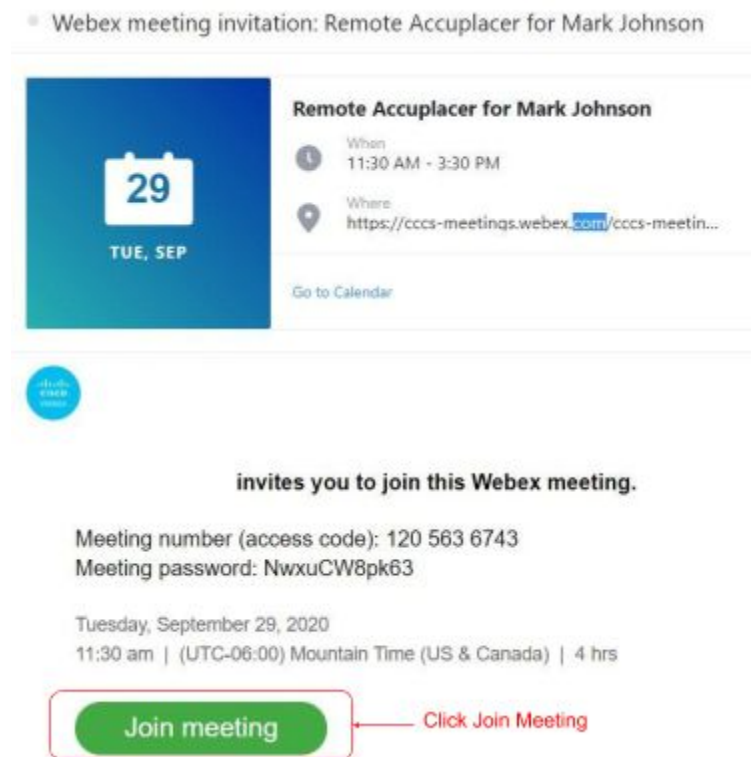 Webex meeting invitation: Remote Accuplacer for Mark Johnson
29
TUE, SEP
Remote Accuplacer for Mark Johnson
When
11:30 AM - 3:30 PM
Where
https://cccs-meetings.webex.com/cccs-meetin...
Go to Calendar
CISCO
invites you to join this Webex meeting.
Meeting number (access code): 120 563 6743
Meeting password: NwxuCW8pk63
Tuesday, September 29, 2020
11:30 am | (UTC-06:00) Mountain Time (US & Canada) | 4 hrs
Join meeting
Click Join Meeting